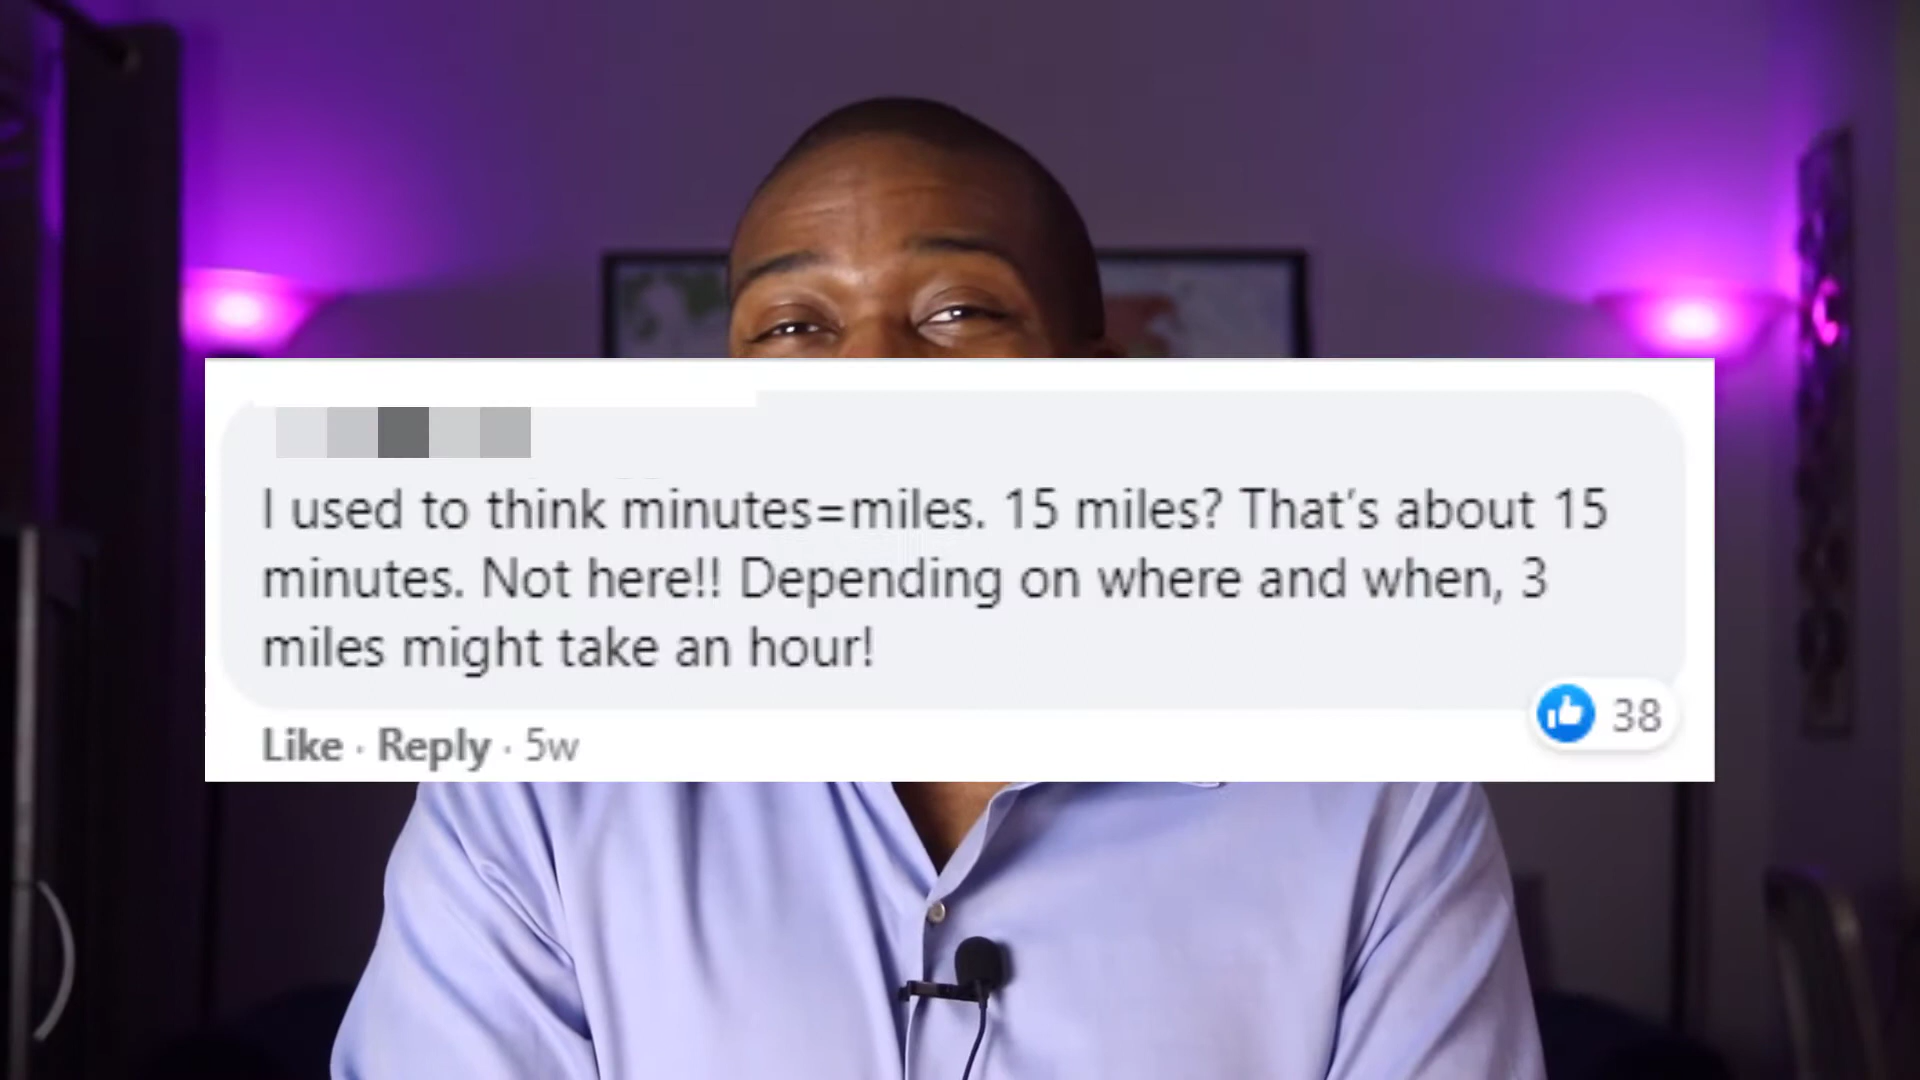 I used to think minutes=miles. 15 miles? That's about 15
minutes. Not here!! Depending on where and when, 3
miles might take an hour!
Like · Reply · 5w
38